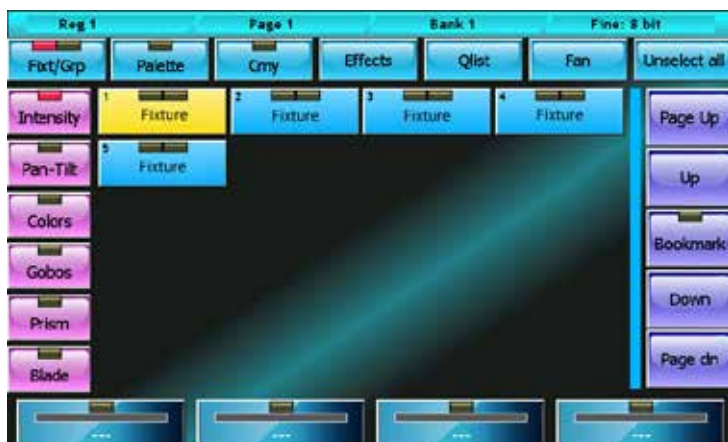 Reg 1 Page 1 Bank 1 Fine: 8 bit
Fixt/Grp Palette Cmy Effects Qlist Fan Unselect all
Intensity 1 Fixture 2 Fixture 3 Fixture 4 Fixture Page Up
Pan-Tilt 5 Fixture Up
Colors Bookmark
Gobos
Prism Down
Blade Page dn
--- --- --- ---